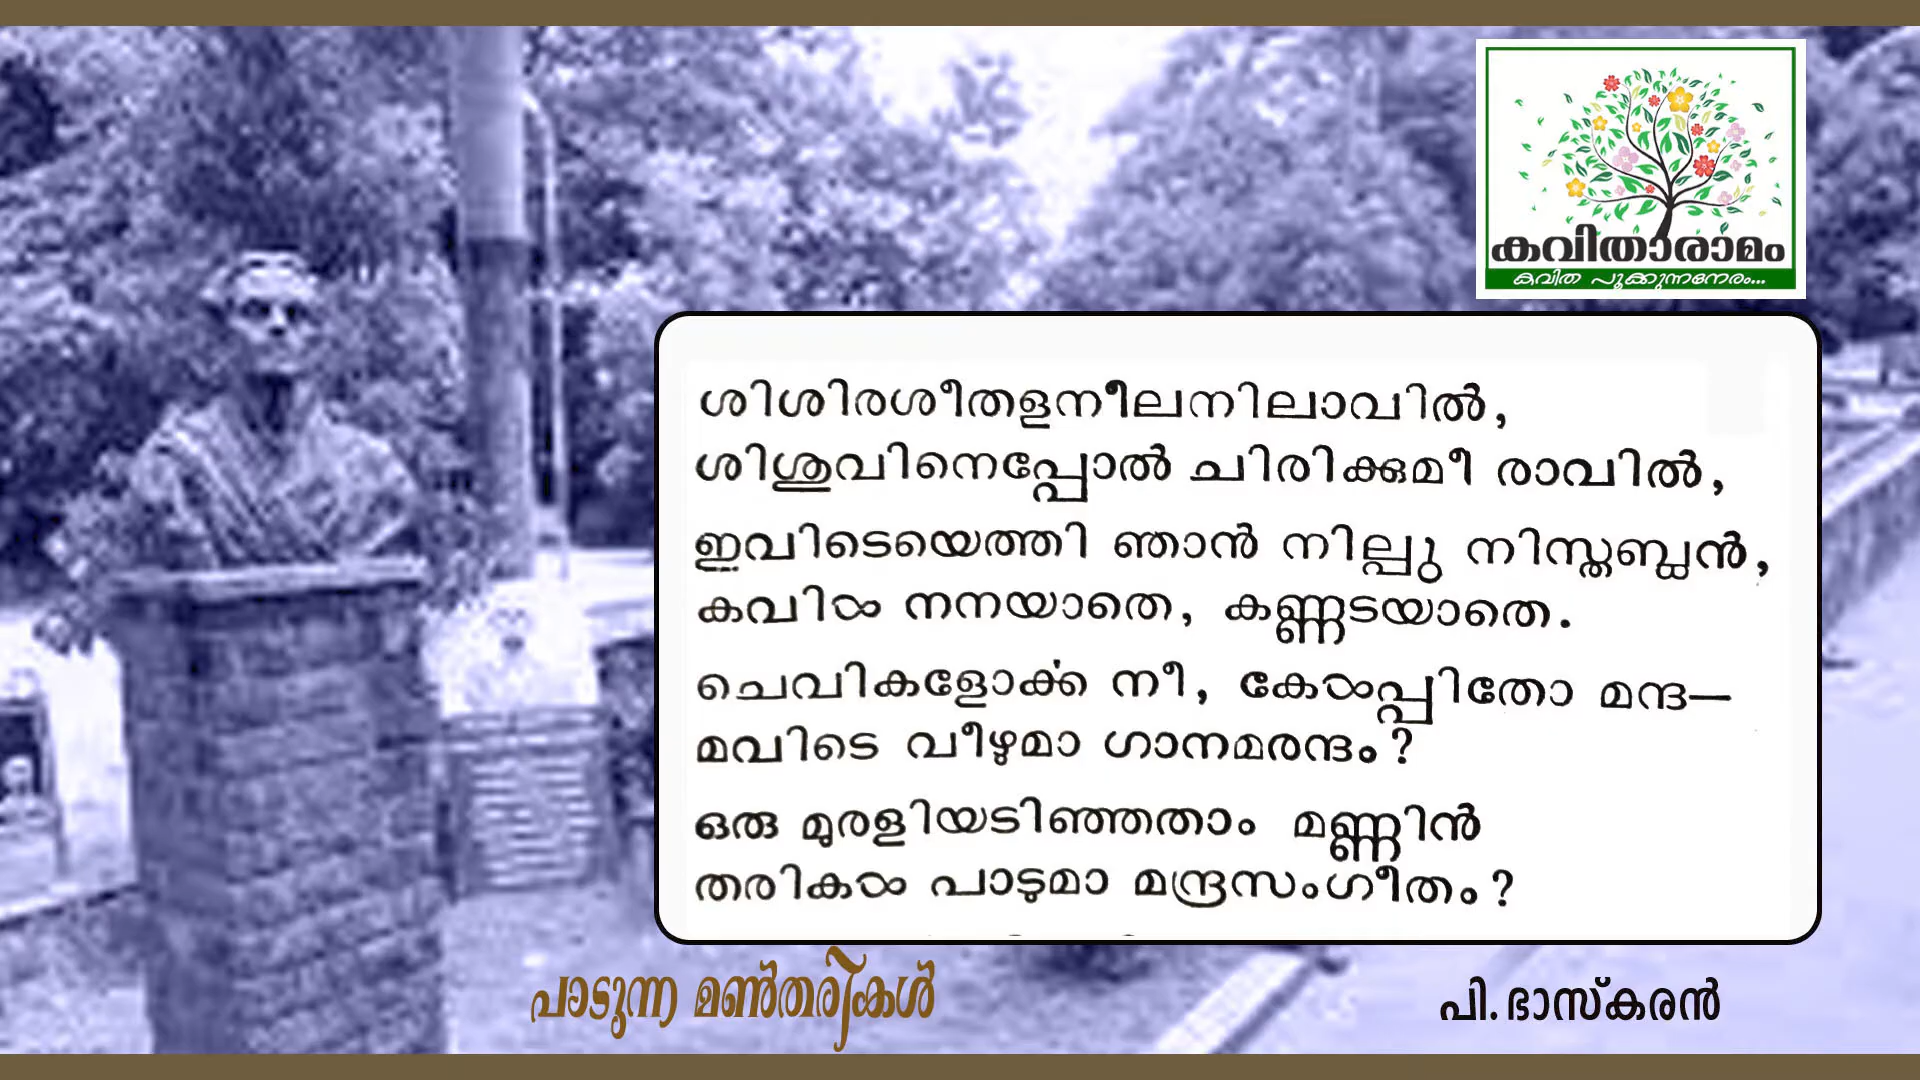 കവിതാരാമം
കവിത പൂക്കുന്നനേരം...
ശിശിരശീതളനീലനിലാവിൽ,
ശിശുവിനെപ്പോൽ ചിരിക്കുമീ രാവിൽ,
ഇവിടെയെത്തി ഞാൻ നില്പു നിസ്തബ്ധൻ,
കവിൾ നനയാതെ, കണ്ണടയാതെ.
ചെവികളോർക്ക നീ, കേൾപ്പിതോ മന്ദ—
മവിടെ വീഴുമാ ഗാനമരന്ദം?
ഒരു മുരളിയടിഞ്ഞതാം മണ്ണിൻ
തരികൾ പാടുമാ മന്ദ്രസംഗീതം?
പാടുന്ന മൺതരികൾ
പി. ഭാസ്കരൻ